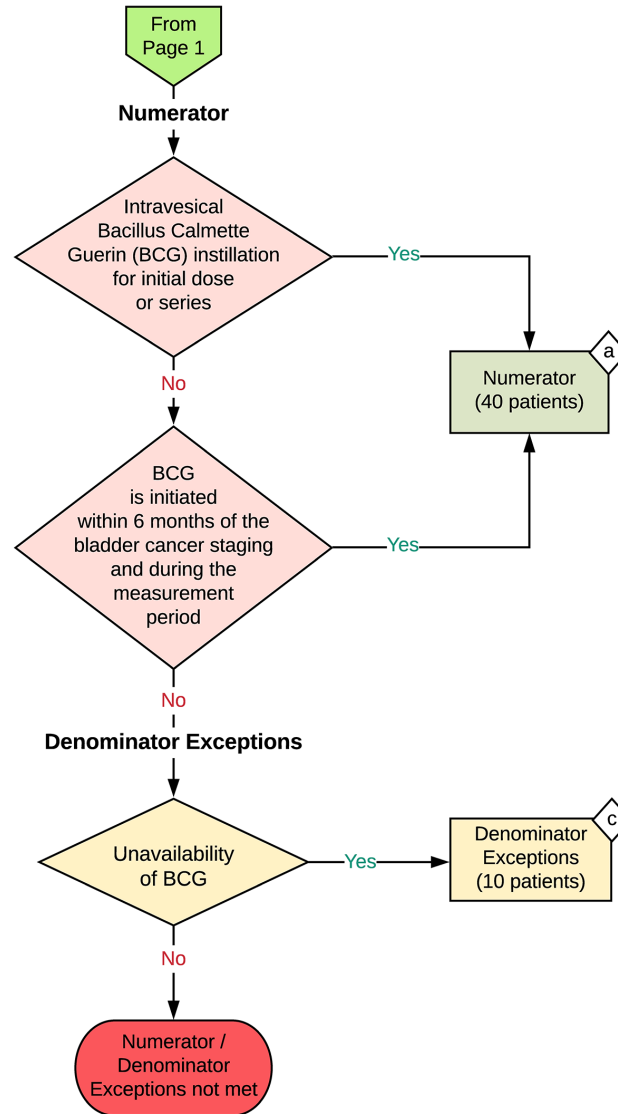 From
Page 1
Numerator
Intravesical
Bacillus Calmette
Guerin (BCG) instillation
for initial dose
or series
Yes
a
Numerator
(40 patients)
No
BCG
is initiated
within 6 months of the
bladder cancer staging
and during the
measurement
period
Yes
No
Denominator Exceptions
Unavailability
of BCG
Yes
c
Denominator
Exceptions
(10 patients)
No
Numerator /
Denominator
Exceptions not met